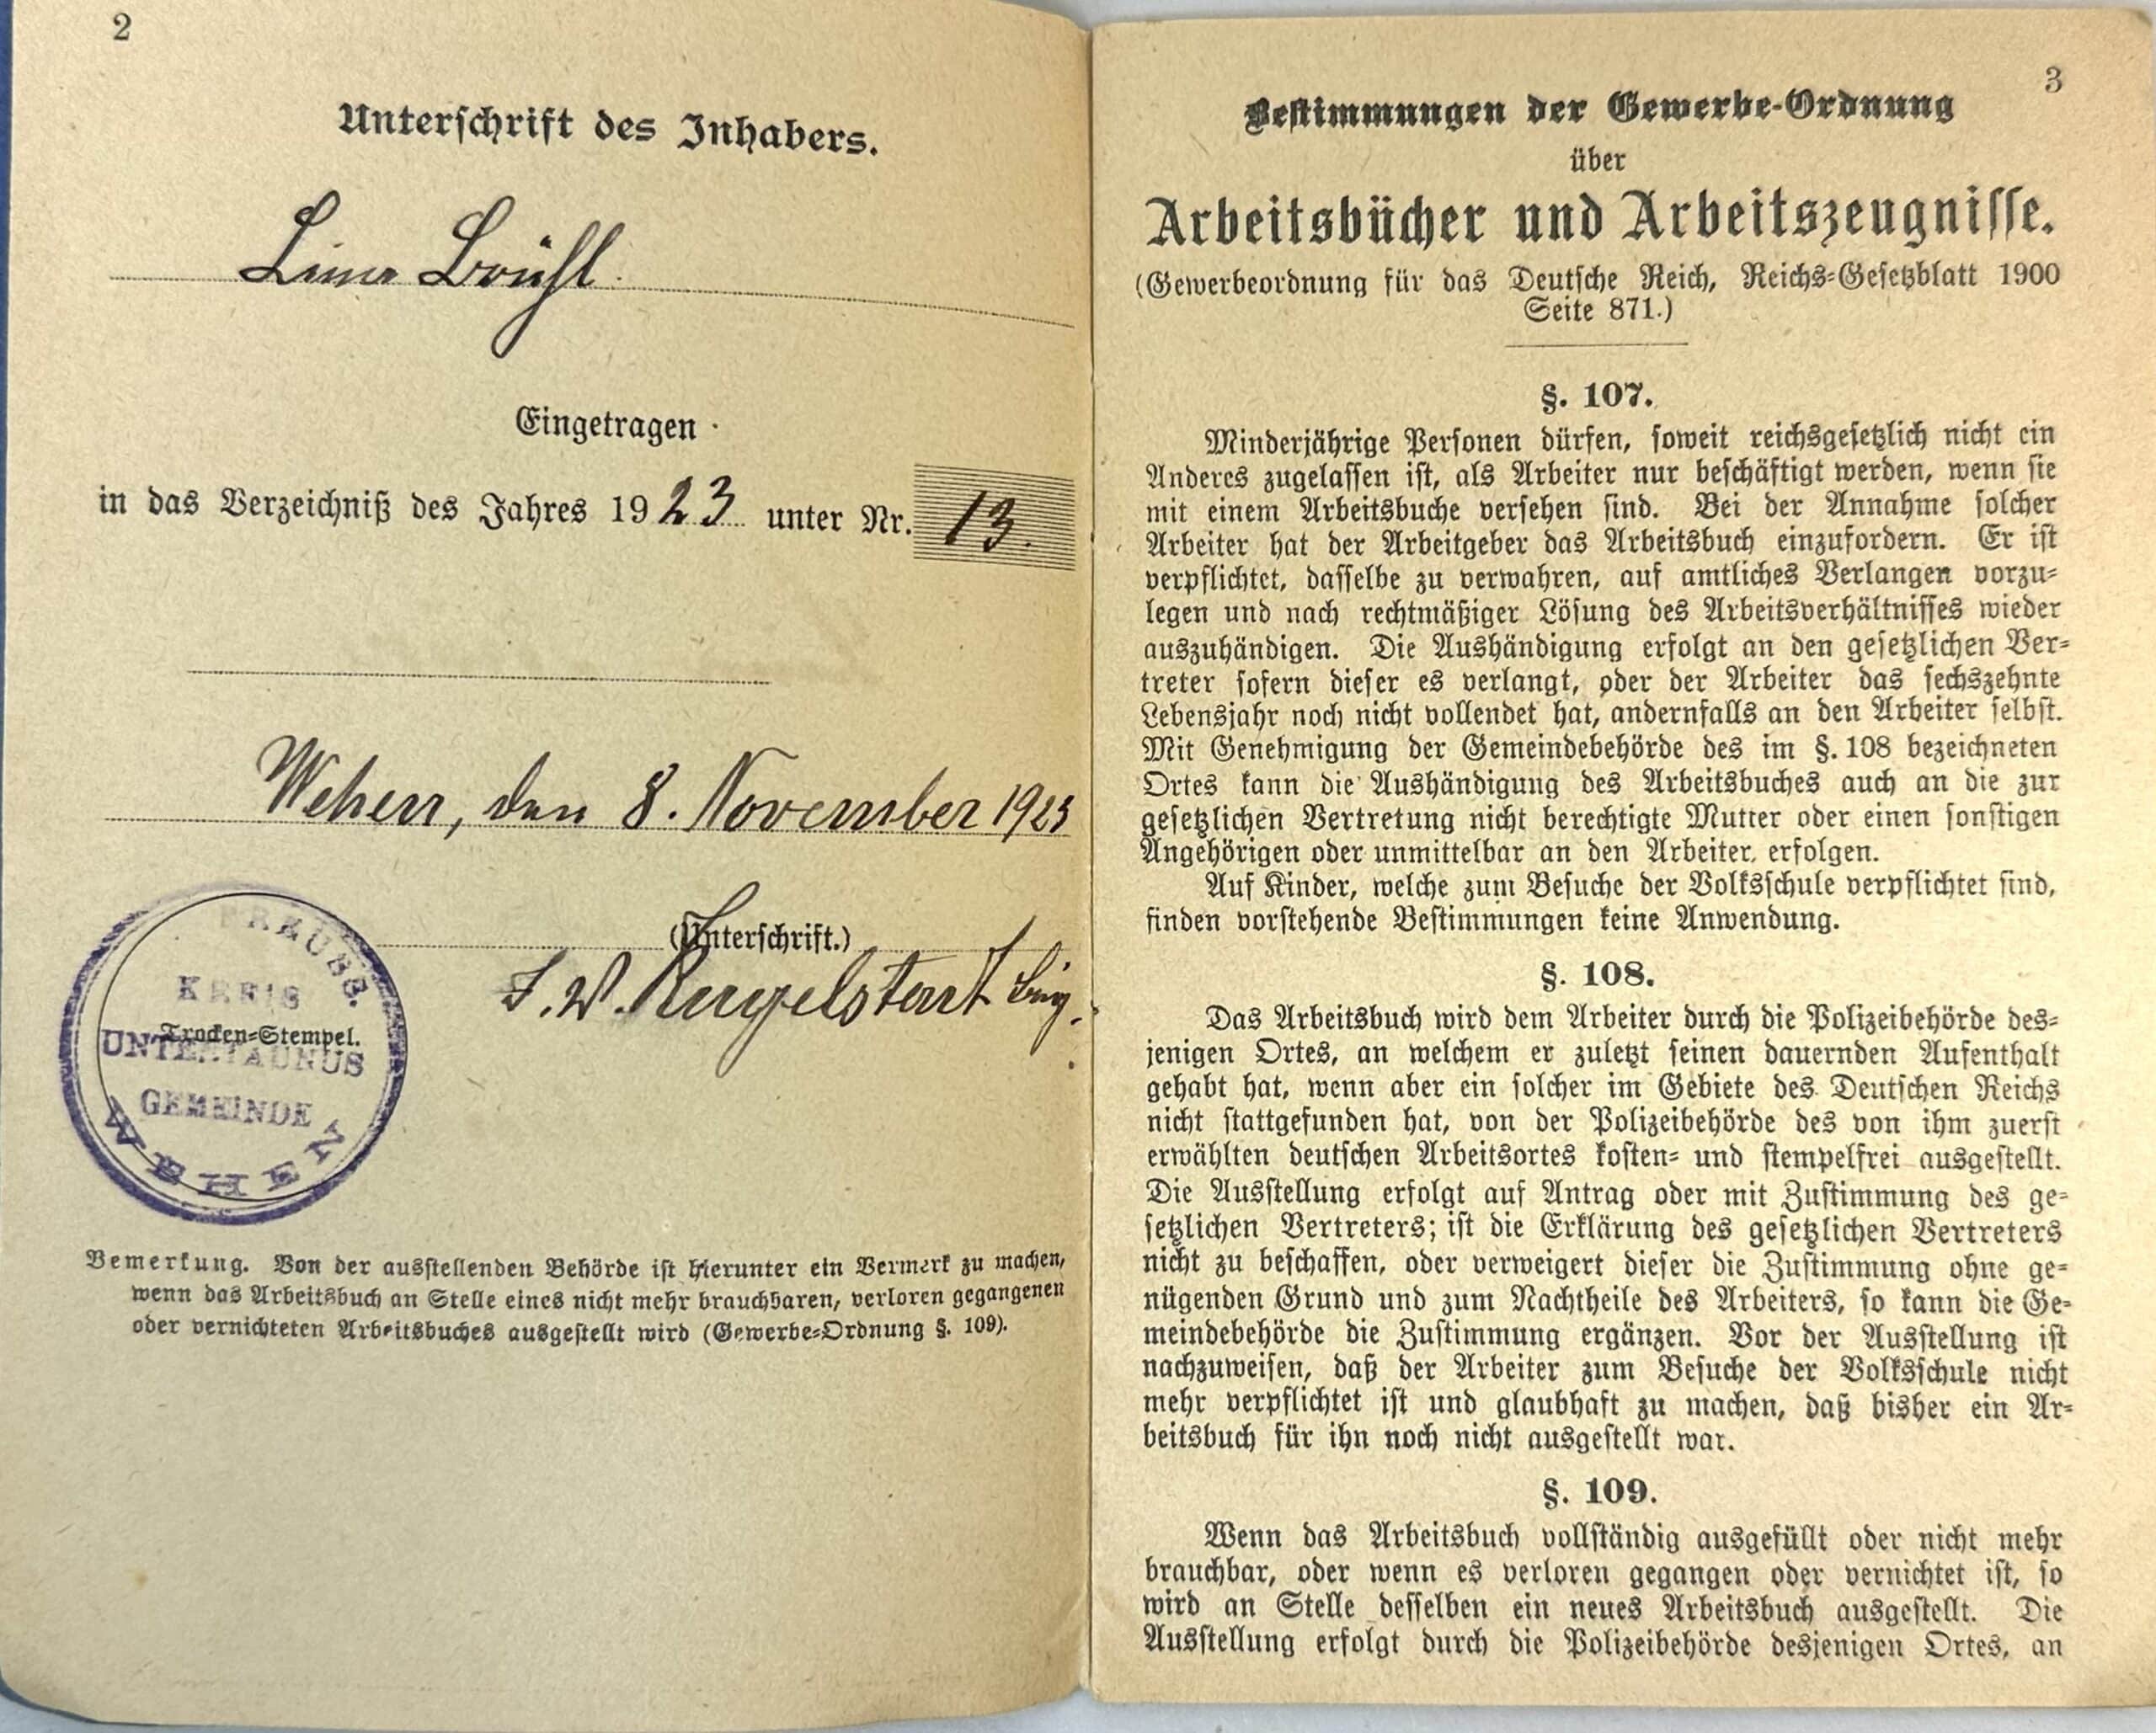 2
Unterschrift des Inhabers.
Lina Brühl.
Eingetragen
in das Verzeichniß des Jahres 1923 unter Nr. 13.
Wehen, den 8. November 1923
(Unterschrift.)
J. W.
PREUSS.
KREIS
Trocken-Stempel.
UNTERTAUNUS
GEMEINDE
WEHEN
Bemerkung. Von der ausstellenden Behörde ist hierunter ein Vermerk zu machen,
wenn das Arbeitsbuch an Stelle eines nicht mehr brauchbaren, verloren gegangenen
oder vernichteten Arbeitsbuches ausgestellt wird (Gewerbe-Ordnung §. 109).
3
Bestimmungen der Gewerbe-Ordnung
über
Arbeitsbücher und Arbeitszeugnisse.
(Gewerbeordnung für das Deutsche Reich, Reichs-Gesetzblatt 1900
Seite 871.)
§. 107.
Minderjährige Personen dürfen, soweit reichsgesetzlich nicht ein
Anderes zugelassen ist, als Arbeiter nur beschäftigt werden, wenn sie
mit einem Arbeitsbuche versehen sind. Bei der Annahme solcher
Arbeiter hat der Arbeitgeber das Arbeitsbuch einzufordern. Er ist
verpflichtet, dasselbe zu verwahren, auf amtliches Verlangen vorzu-
legen und nach rechtmäßiger Lösung des Arbeitsverhältnisses wieder
auszuhändigen. Die Aushändigung erfolgt an den gesetzlichen Ver-
treter sofern dieser es verlangt, oder der Arbeiter das sechszehnte
Lebensjahr noch nicht vollendet hat, andernfalls an den Arbeiter selbst.
Mit Genehmigung der Gemeindebehörde des im §. 108 bezeichneten
Ortes kann die Aushändigung des Arbeitsbuches auch an die zur
gesetzlichen Vertretung nicht berechtigte Mutter oder einen sonstigen
Angehörigen oder unmittelbar an den Arbeiter erfolgen.
Auf Kinder, welche zum Besuche der Volksschule verpflichtet sind,
finden vorstehende Bestimmungen keine Anwendung.
§. 108.
Das Arbeitsbuch wird dem Arbeiter durch die Polizeibehörde des-
jenigen Ortes, an welchem er zuletzt seinen dauernden Aufenthalt
gehabt hat, wenn aber ein solcher im Gebiete des Deutschen Reichs
nicht stattgefunden hat, von der Polizeibehörde des von ihm zuerst
erwählten deutschen Arbeitsortes kosten- und stempelfrei ausgestellt.
Die Ausstellung erfolgt auf Antrag oder mit Zustimmung des ge-
setzlichen Vertreters; ist die Erklärung des gesetzlichen Vertreters
nicht zu beschaffen, oder verweigert dieser die Zustimmung ohne ge-
nügenden Grund und zum Nachtheile des Arbeiters, so kann die Ge-
meindebehörde die Zustimmung ergänzen. Vor der Ausstellung ist
nachzuweisen, daß der Arbeiter zum Besuche der Volksschule nicht
mehr verpflichtet ist und glaubhaft zu machen, daß bisher ein Ar-
beitsbuch für ihn noch nicht ausgestellt war.
§. 109.
Wenn das Arbeitsbuch vollständig ausgefüllt oder nicht mehr
brauchbar, oder wenn es verloren gegangen oder vernichtet ist, so
wird an Stelle desselben ein neues Arbeitsbuch ausgestellt. Die
Ausstellung erfolgt durch die Polizeibehörde desjenigen Ortes, an